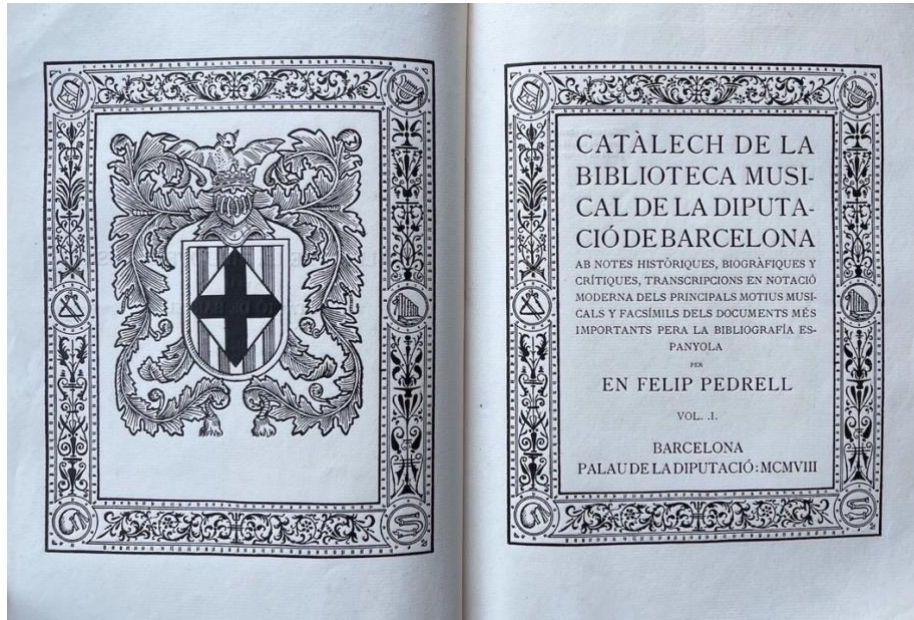 CATÀLECH DE LA
BIBLIOTECA MUSI-
CAL DE LA DIPUTA-
CIÓ DE BARCELONA
AB NOTES HISTÒRIQUES, BIOGRÀFIQUES Y
CRÍTIQUES, TRANSCRIPCIONS EN NOTACIÓ
MODERNA DELS PRINCIPALS MOTIUS MUSI-
CALS Y FACSÍMILS DELS DOCUMENTS MÉS
IMPORTANTS PERA LA BIBLIOGRAFÍA ES-
PANYOLA
PER
EN FELIP PEDRELL
VOL. .I.
BARCELONA
PALAU DE LA DIPUTACIÓ: MCMVIII